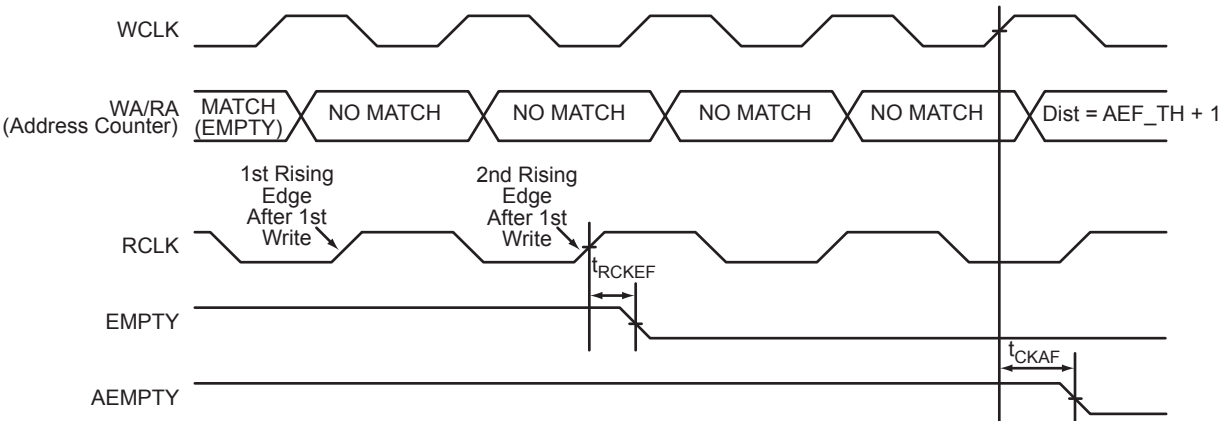 WCLK
WA/RA
(Address Counter)
MATCH
(EMPTY)
NO MATCH
NO MATCH
NO MATCH
NO MATCH
Dist = AEF_TH + 1
1st Rising
Edge
After 1st
Write
2nd Rising
Edge
After 1st
Write
RCLK
tRCKEF
EMPTY
tCKAF
AEMPTY